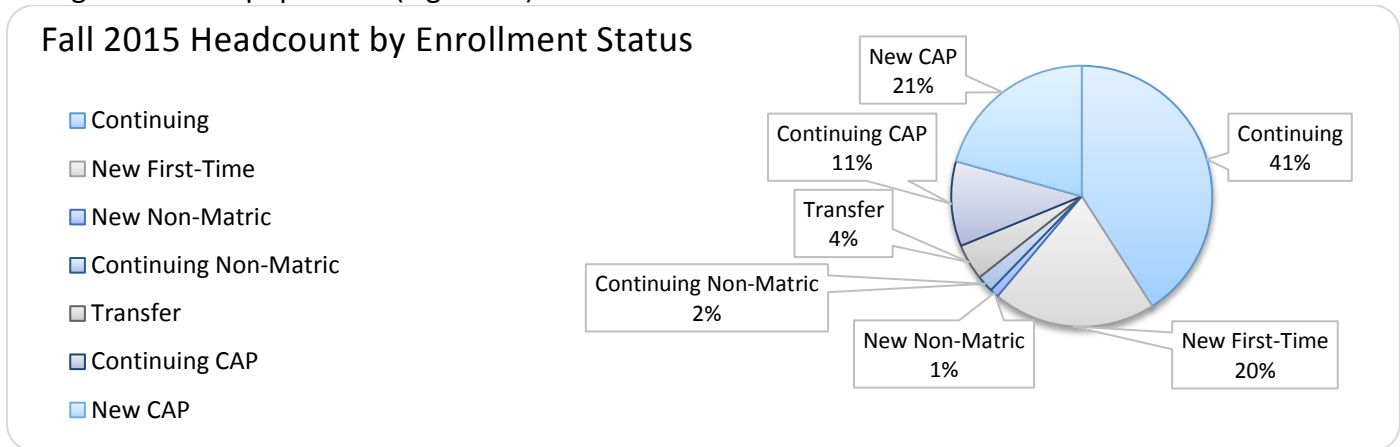 Fall 2015 Headcount by Enrollment Status
Continuing
New First-Time
New Non-Matric
Continuing Non-Matric
Transfer
Continuing CAP
New CAP
New CAP
21%
Continuing CAP
11%
Transfer
4%
Continuing Non-Matric
2%
New Non-Matric
1%
New First-Time
20%
Continuing
41%